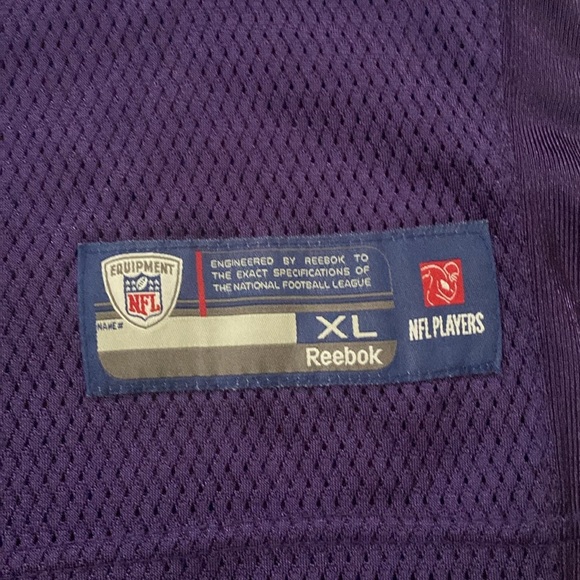 EQUIPMENT
NFL
ENGINEERED BY REEBOK TO
THE EXACT SPECIFICATIONS OF
THE NATIONAL FOOTBALL LEAGUE
NAME#
XL
Reebok
NFL PLAYERS